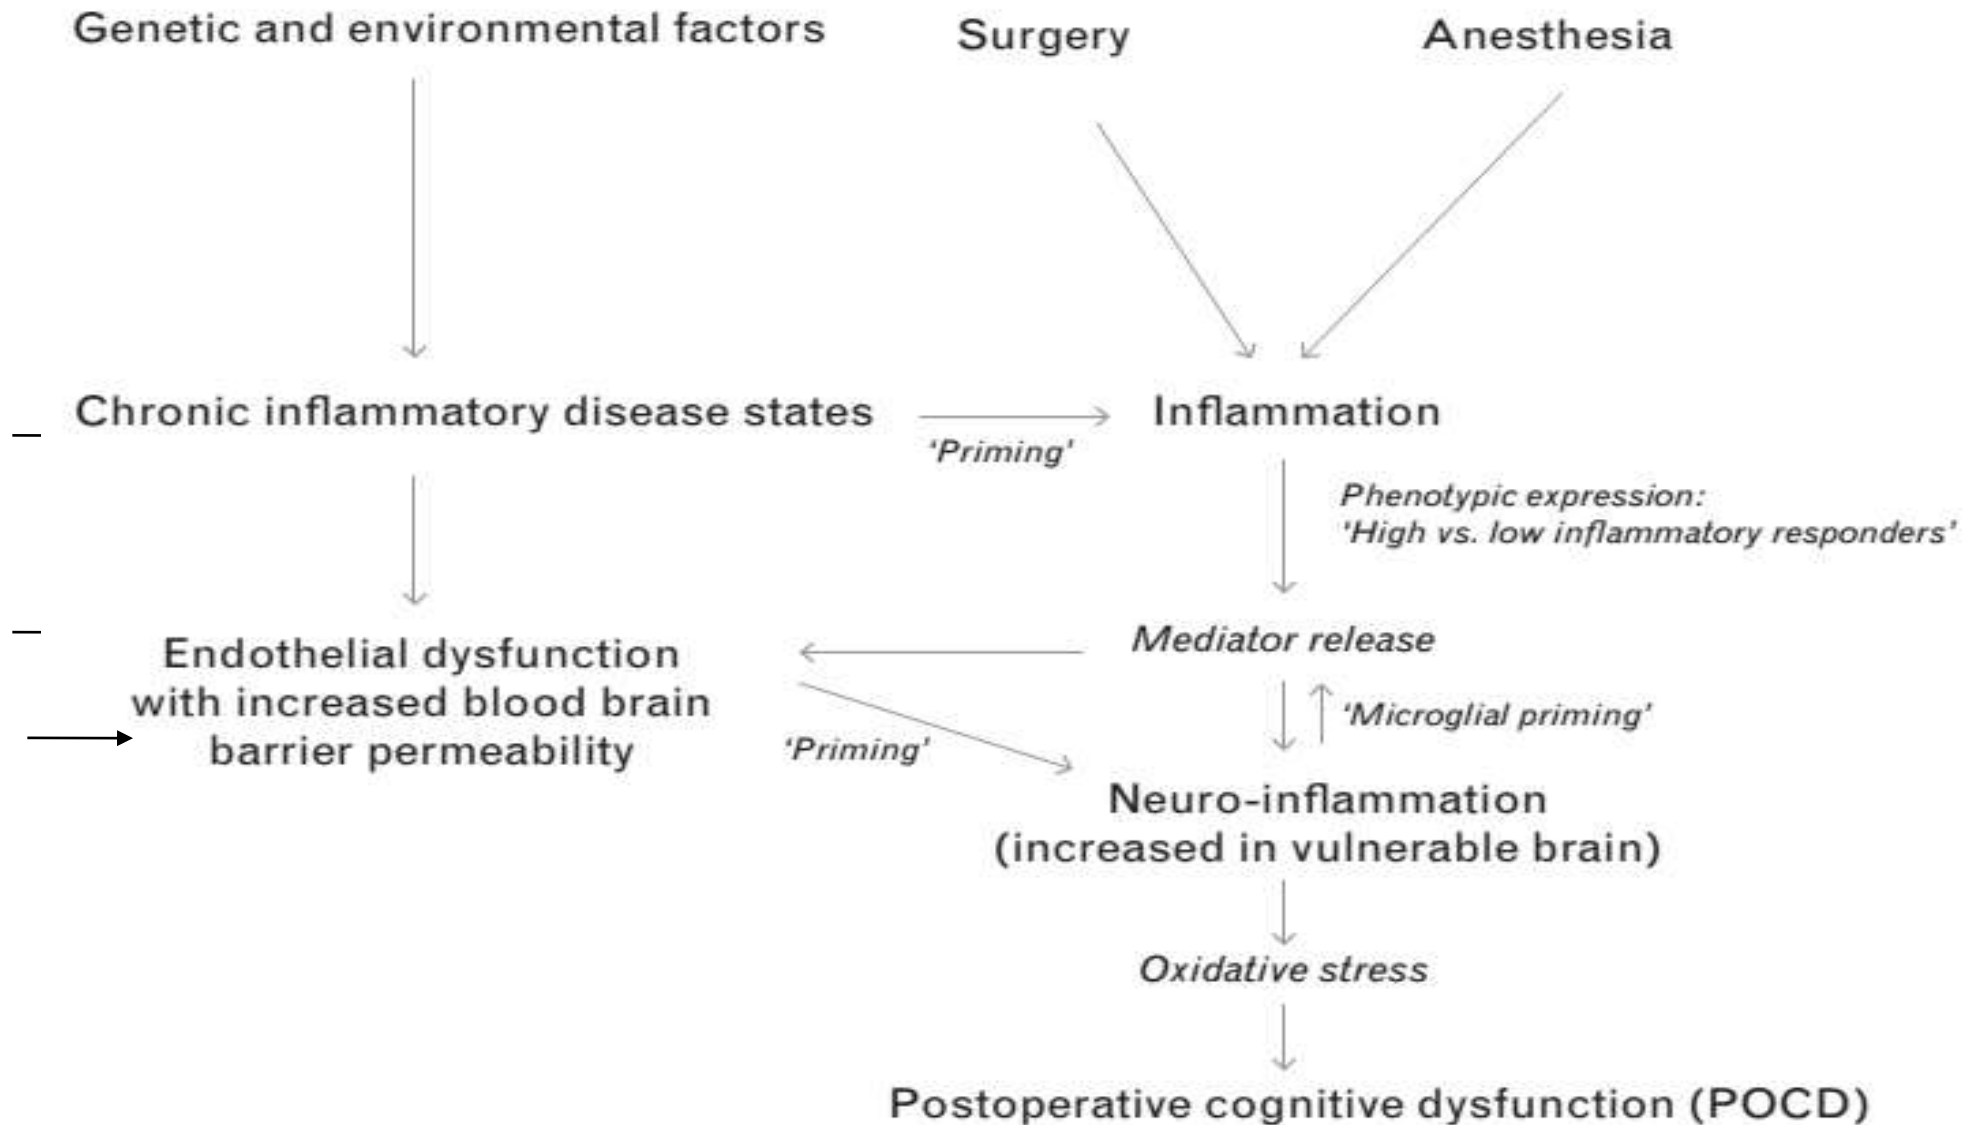 Genetic and environmental factors
Surgery
Anesthesia
Chronic inflammatory disease states
‘Priming’
Inflammation
Phenotypic expression:
‘High vs. low inflammatory responders’
Endothelial dysfunction
with increased blood brain
barrier permeability
Mediator release
‘Microglial priming’
‘Priming’
Neuro-inflammation
(increased in vulnerable brain)
Oxidative stress
Postoperative cognitive dysfunction (POCD)